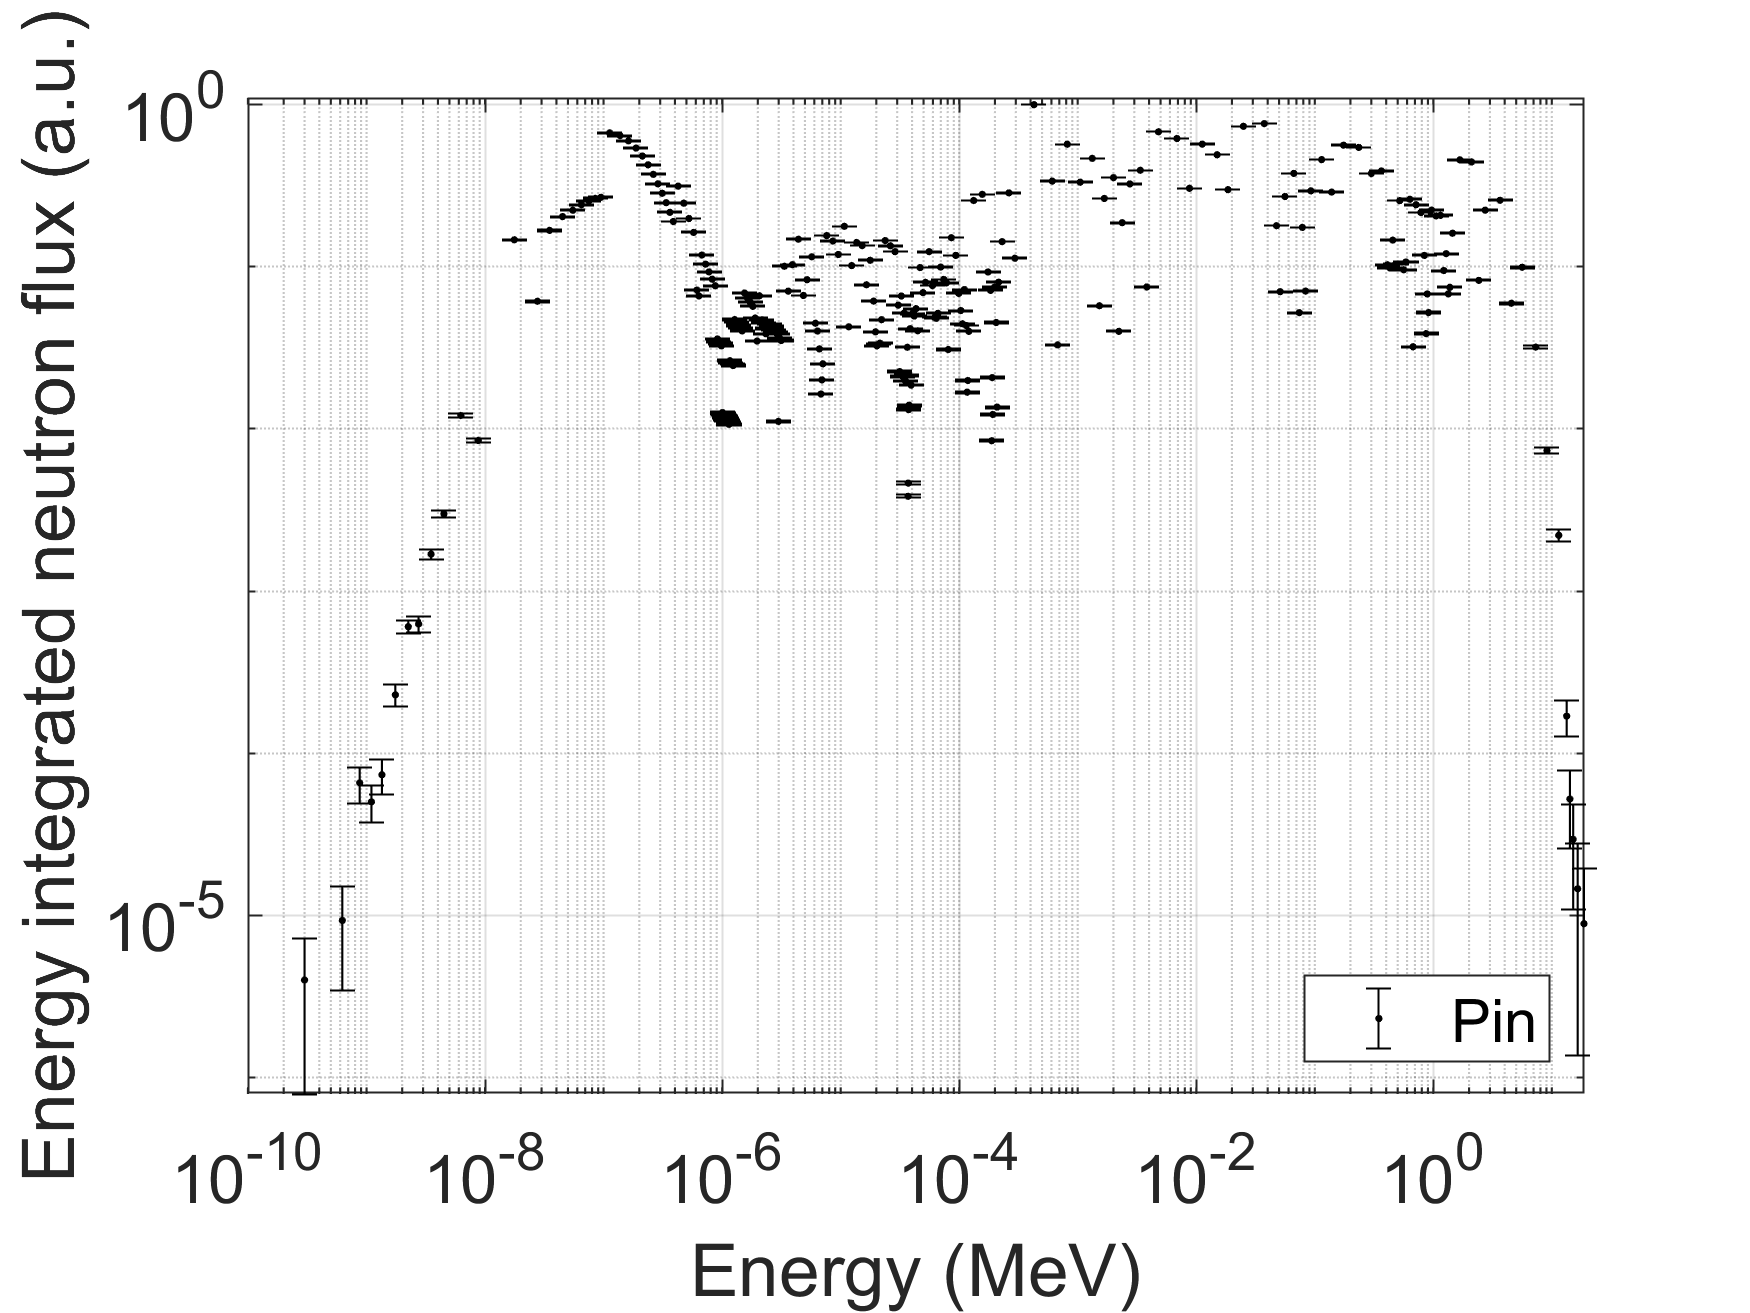 Energy integrated neutron flux (a.u.)
10^0
10^-5
Pin
10^-10 10^-8 10^-6 10^-4 10^-2 10^0
Energy (MeV)